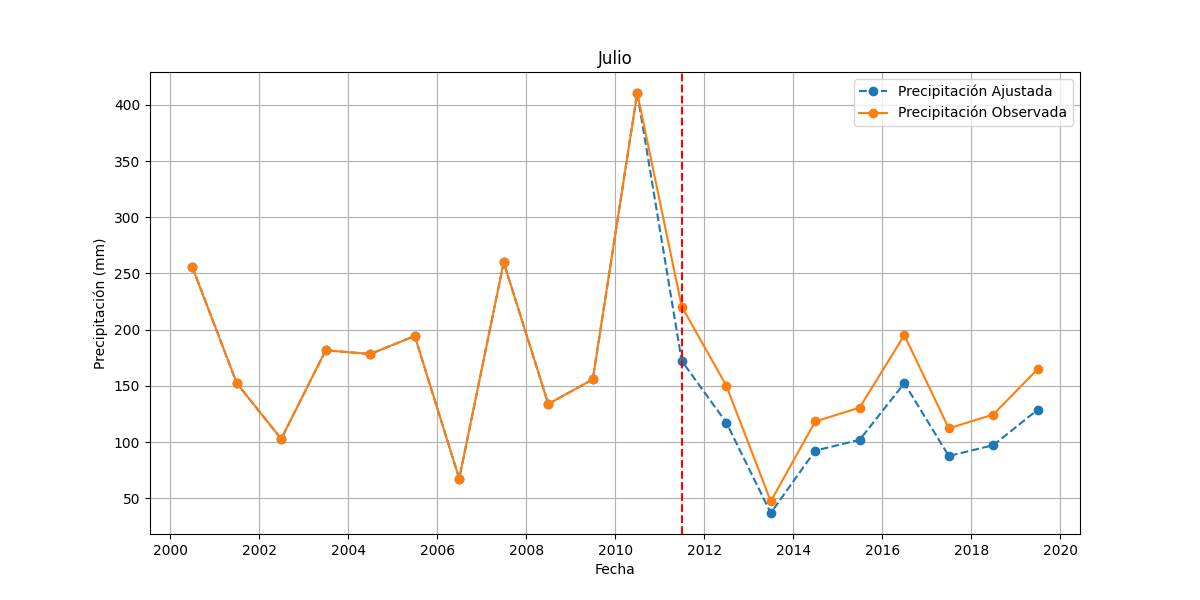 Julio
Precipitación Ajustada
Precipitación Observada
Precipitación (mm)
400
350
300
250
200
150
100
50
2000 2002 2004 2006 2008 2010 2012 2014 2016 2018 2020
Fecha